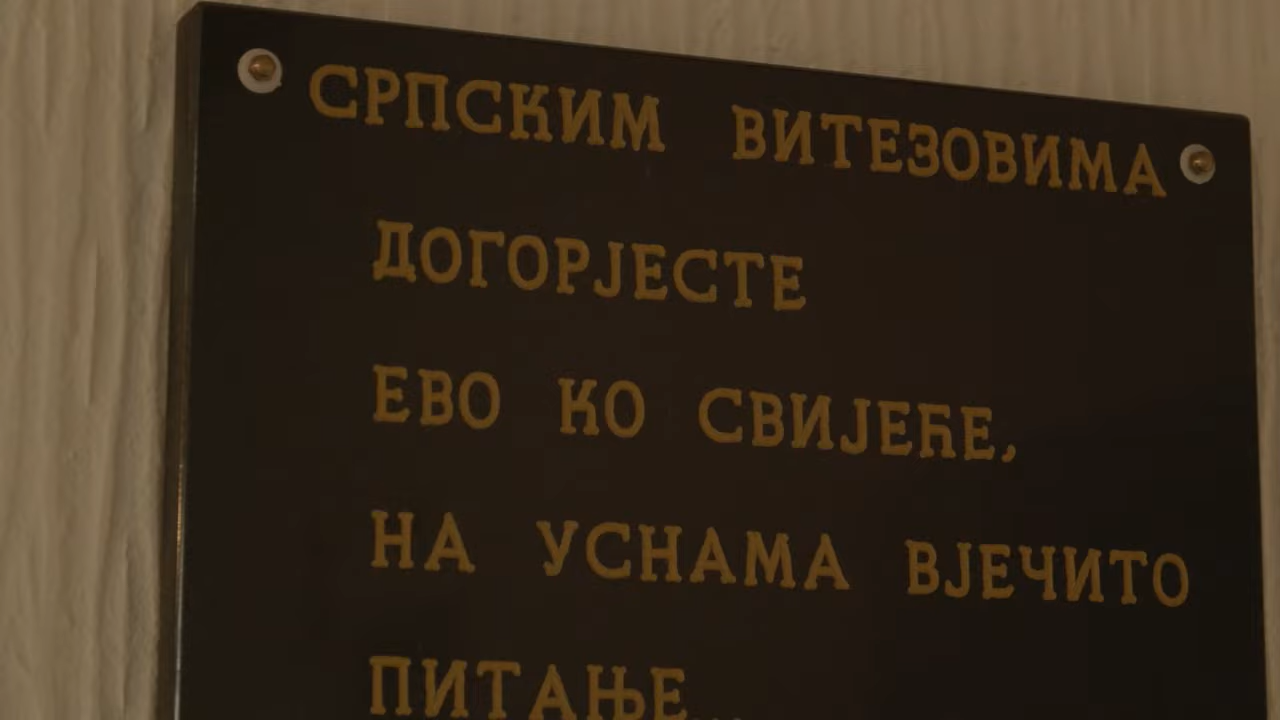 СРПСКИМ ВИТЕЗОВИМА
ДОГОРЈЕСТЕ
ЕВО КО СВИЈЕЋЕ,
НА УСНАМА ВЈЕЧИТО
ПИТАЊЕ...